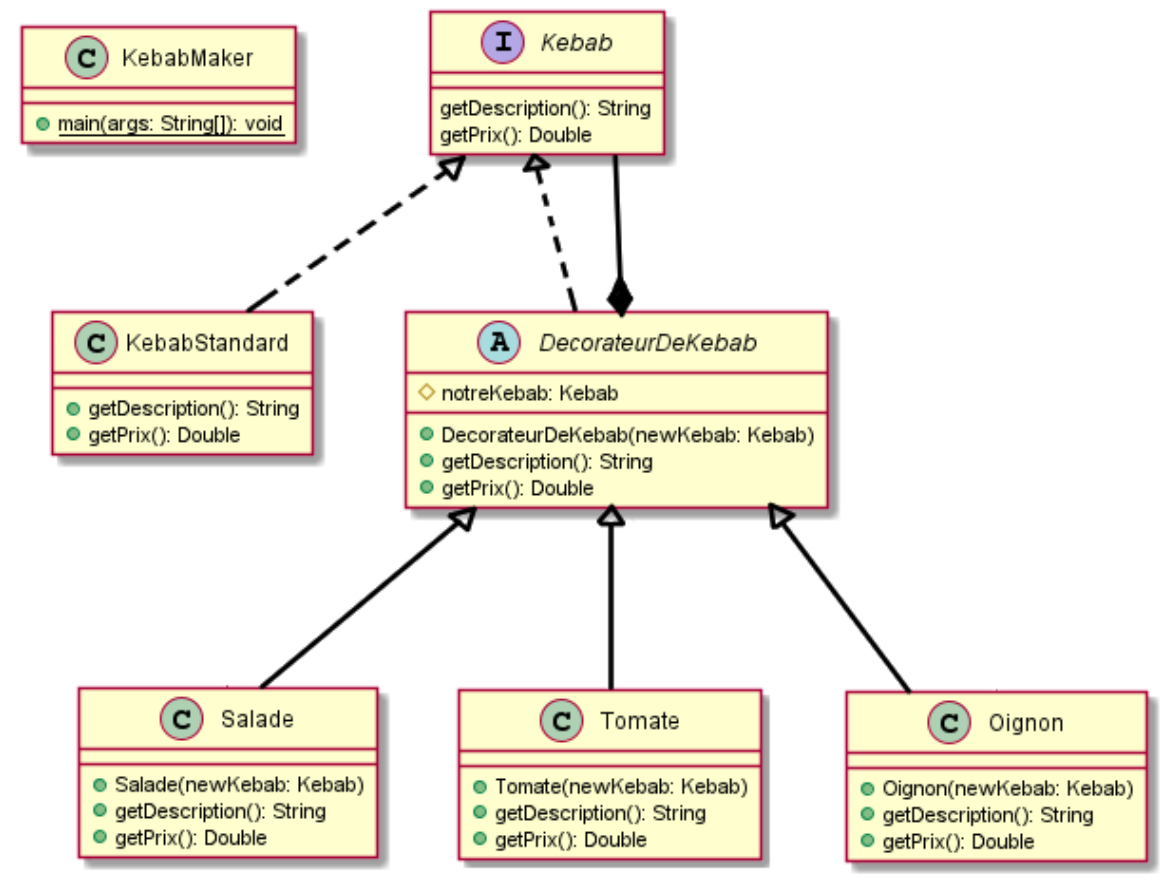 C KebabMaker
main(args: String[]): void
I Kebab
getDescription(): String
getPrix(): Double
C KebabStandard
getDescription(): String
getPrix(): Double
A DecorateurDeKebab
notreKebab: Kebab
DecorateurDeKebab(newKebab: Kebab)
getDescription(): String
getPrix(): Double
C Salade
Salade(newKebab: Kebab)
getDescription(): String
getPrix(): Double
C Tomate
Tomate(newKebab: Kebab)
getDescription(): String
getPrix(): Double
C Oignon
Oignon(newKebab: Kebab)
getDescription(): String
getPrix(): Double